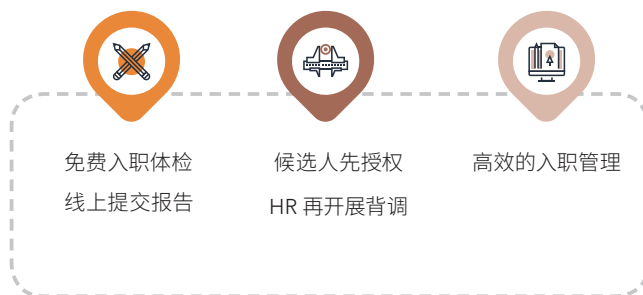 免费入职体检
线上提交报告
候选人先授权
HR 再开展背调
高效的入职管理